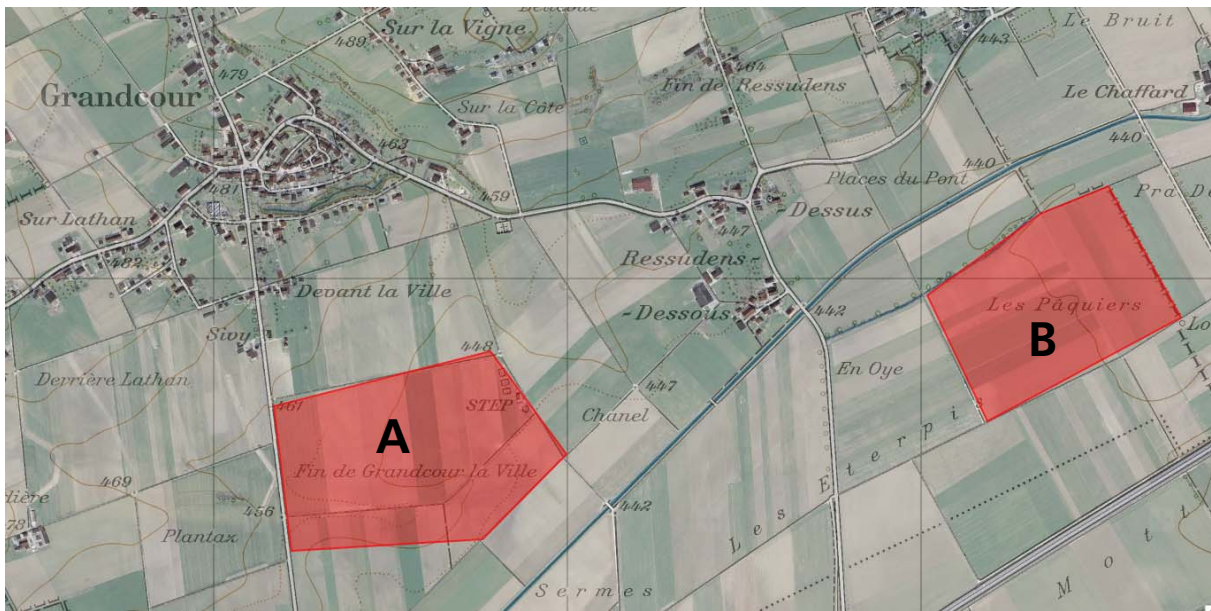 Sur la Vigne
489
443
Le Bruit
479
464
Grandcour
Fin de Ressudens
Le Chaffard
Sur la Côte
463
440
440
481
459
Places du Pont
Sur Lathan
-Dessus
447
482
Ressudens-
Devant la Ville
-Dessous
442
Les Pâquiers
B
Sivy
448
Derrière Lathan
En Oye
447
STEP
461
Chanel
A
Fin de Grandcour la Ville
469
456
442
Plantaz
Les Eterpis
Sermes